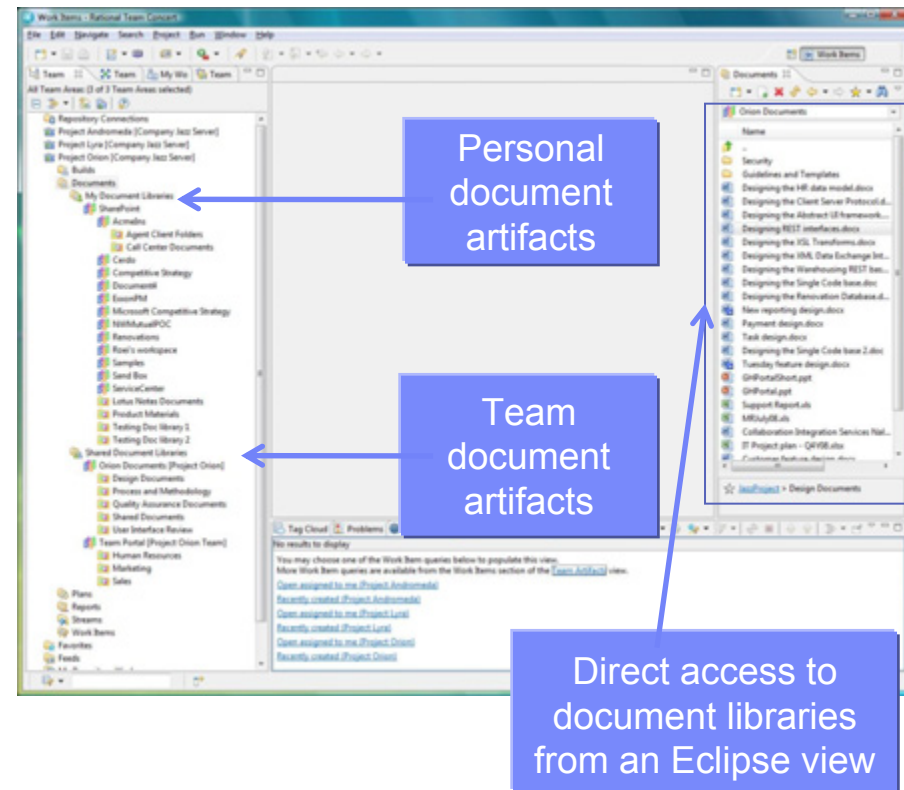 Work Items - Rational Team Concert
File Edit Navigate Search Project Run Window Help
Work Items
Team
Team
My Wo
Team
All Team Areas (3 of 3 Team Areas selected)
Repository Connections
Project Andromeda [Company Jazz Server]
Project Lyra [Company Jazz Server]
Project Orion [Company Jazz Server]
Builds
Documents
My Document Libraries
SharePoint
AcmeIns
Agent Client Folders
Call Center Documents
Cerdo
Competitive Strategy
Document#
ExxonPM
Microsoft Competitive Strategy
NWMutualPOC
Renovations
Roei's workspace
Samples
Sand Box
ServiceCenter
Lotus Notes Documents
Product Materials
Testing Doc library 1
Testing Doc library 2
Shared Document Libraries
Orion Documents [Project Orion]
Design Documents
Process and Methodology
Quality Assurance Documents
Shared Documents
User Interface Review
Team Portal [Project Orion Team]
Human Resources
Marketing
Sales
Plans
Reports
Streams
Work Items
Favorites
Feeds
Personal
document
artifacts
Team
document
artifacts
Tag Cloud
Problems
No results to display
You may choose one of the Work Item queries below to populate this view.
More Work Item queries are available from the Work Items section of the Team Artifacts view.
Open assigned to me (Project Andromeda)
Recently created (Project Andromeda)
Open assigned to me (Project Lyra)
Recently created (Project Lyra)
Open assigned to me (Project Orion)
Recently created (Project Orion)
Documents
Orion Documents
Name
..
Security
Guidelines and Templates
Designing the HR data model.docx
Designing the Client Server Protocol.d...
Designing the Abstract UI framework...
Designing REST interfaces.docx
Designing the XSL Transforms.docx
Designing the XML Data Exchange Int...
Designing the Warehousing REST bas...
Designing the Single Code base.doc
Designing the Renovation Database.d...
New reporting design.docx
Payment design.docx
Task design.docx
Designing the Single Code base 2.doc
Tuesday feature design.docx
GHPortalShort.ppt
GHPortal.ppt
Support Report.xls
MRJuly08.xls
Collaboration Integration Services Nal...
IT Project plan - Q4Y08.xlsx
Customer feature design.docx
JazzProject > Design Documents
Direct access to
document libraries
from an Eclipse view